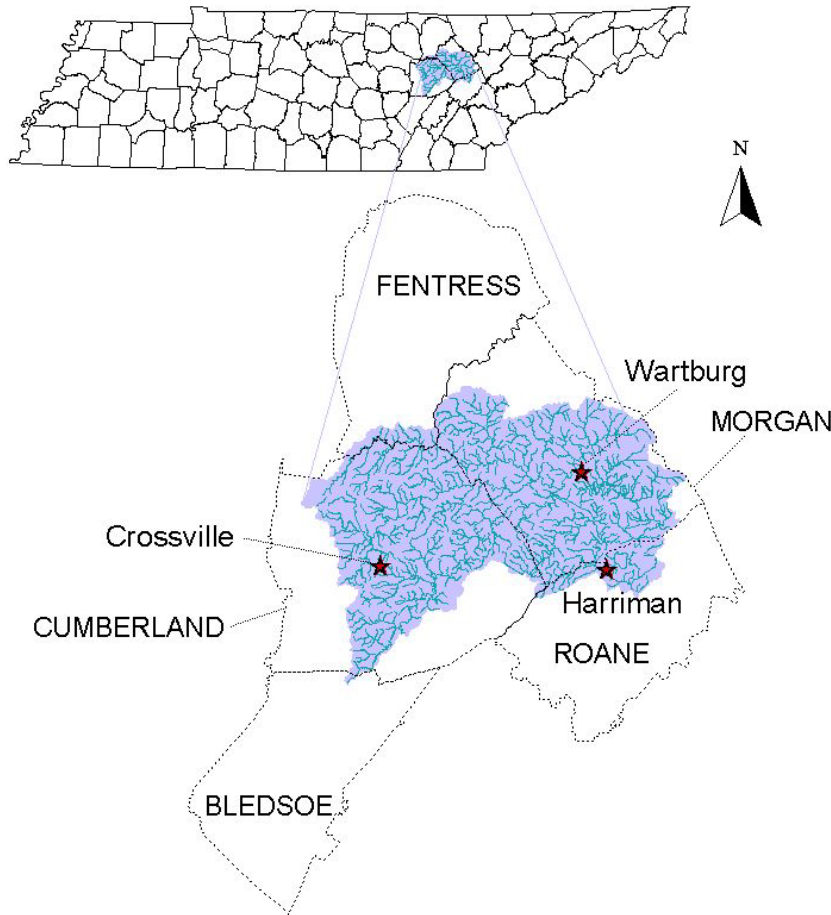 N
FENTRESS
Wartburg
MORGAN
Crossville
Harriman
CUMBERLAND
ROANE
BLEDSOE